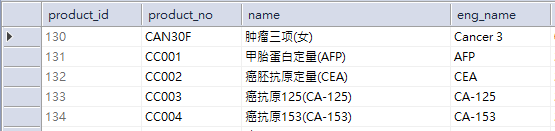 product_id product_no name eng_name
130 CAN30F 肿瘤三项(女) Cancer 3
131 CC001 甲胎蛋白定量(AFP) AFP
132 CC002 癌胚抗原定量(CEA) CEA
133 CC003 癌抗原125(CA-125) CA-125
134 CC004 癌抗原153(CA-153) CA-153